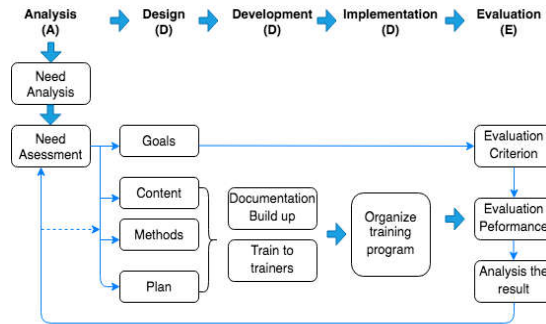 Analysis
(A)
Design
(D)
Development
(D)
Implementation
(D)
Evaluation
(E)
Need
Analysis
Need
Asessment
Goals
Evaluation
Criterion
Content
Documentation
Build up
Organize
training
program
Evaluation
Peformance
Methods
Train to
trainers
Plan
Analysis the
result